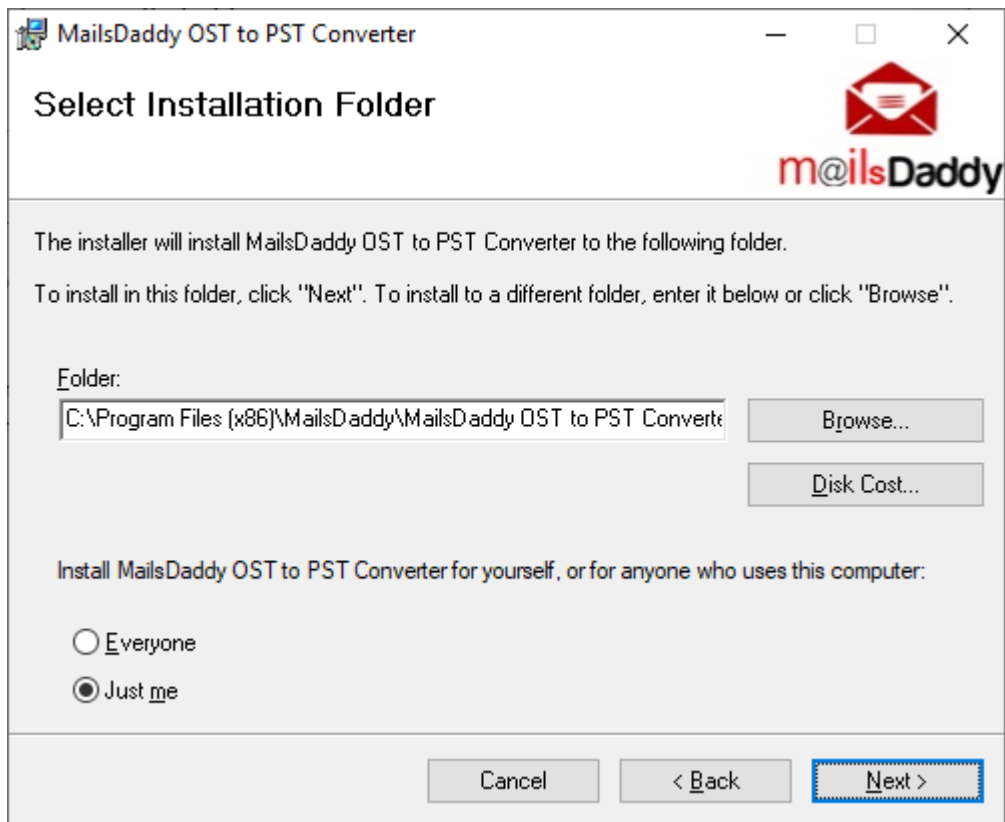 MailsDaddy OST to PST Converter
Select Installation Folder
m@ilsDaddy
The installer will install MailsDaddy OST to PST Converter to the following folder.
To install in this folder, click "Next". To install to a different folder, enter it below or click "Browse".
Folder:
C:\Program Files (x86)\MailsDaddy\MailsDaddy OST to PST Converte
Browse...
Disk Cost...
Install MailsDaddy OST to PST Converter for yourself, or for anyone who uses this computer:
Everyone
Just me
Cancel
< Back
Next >